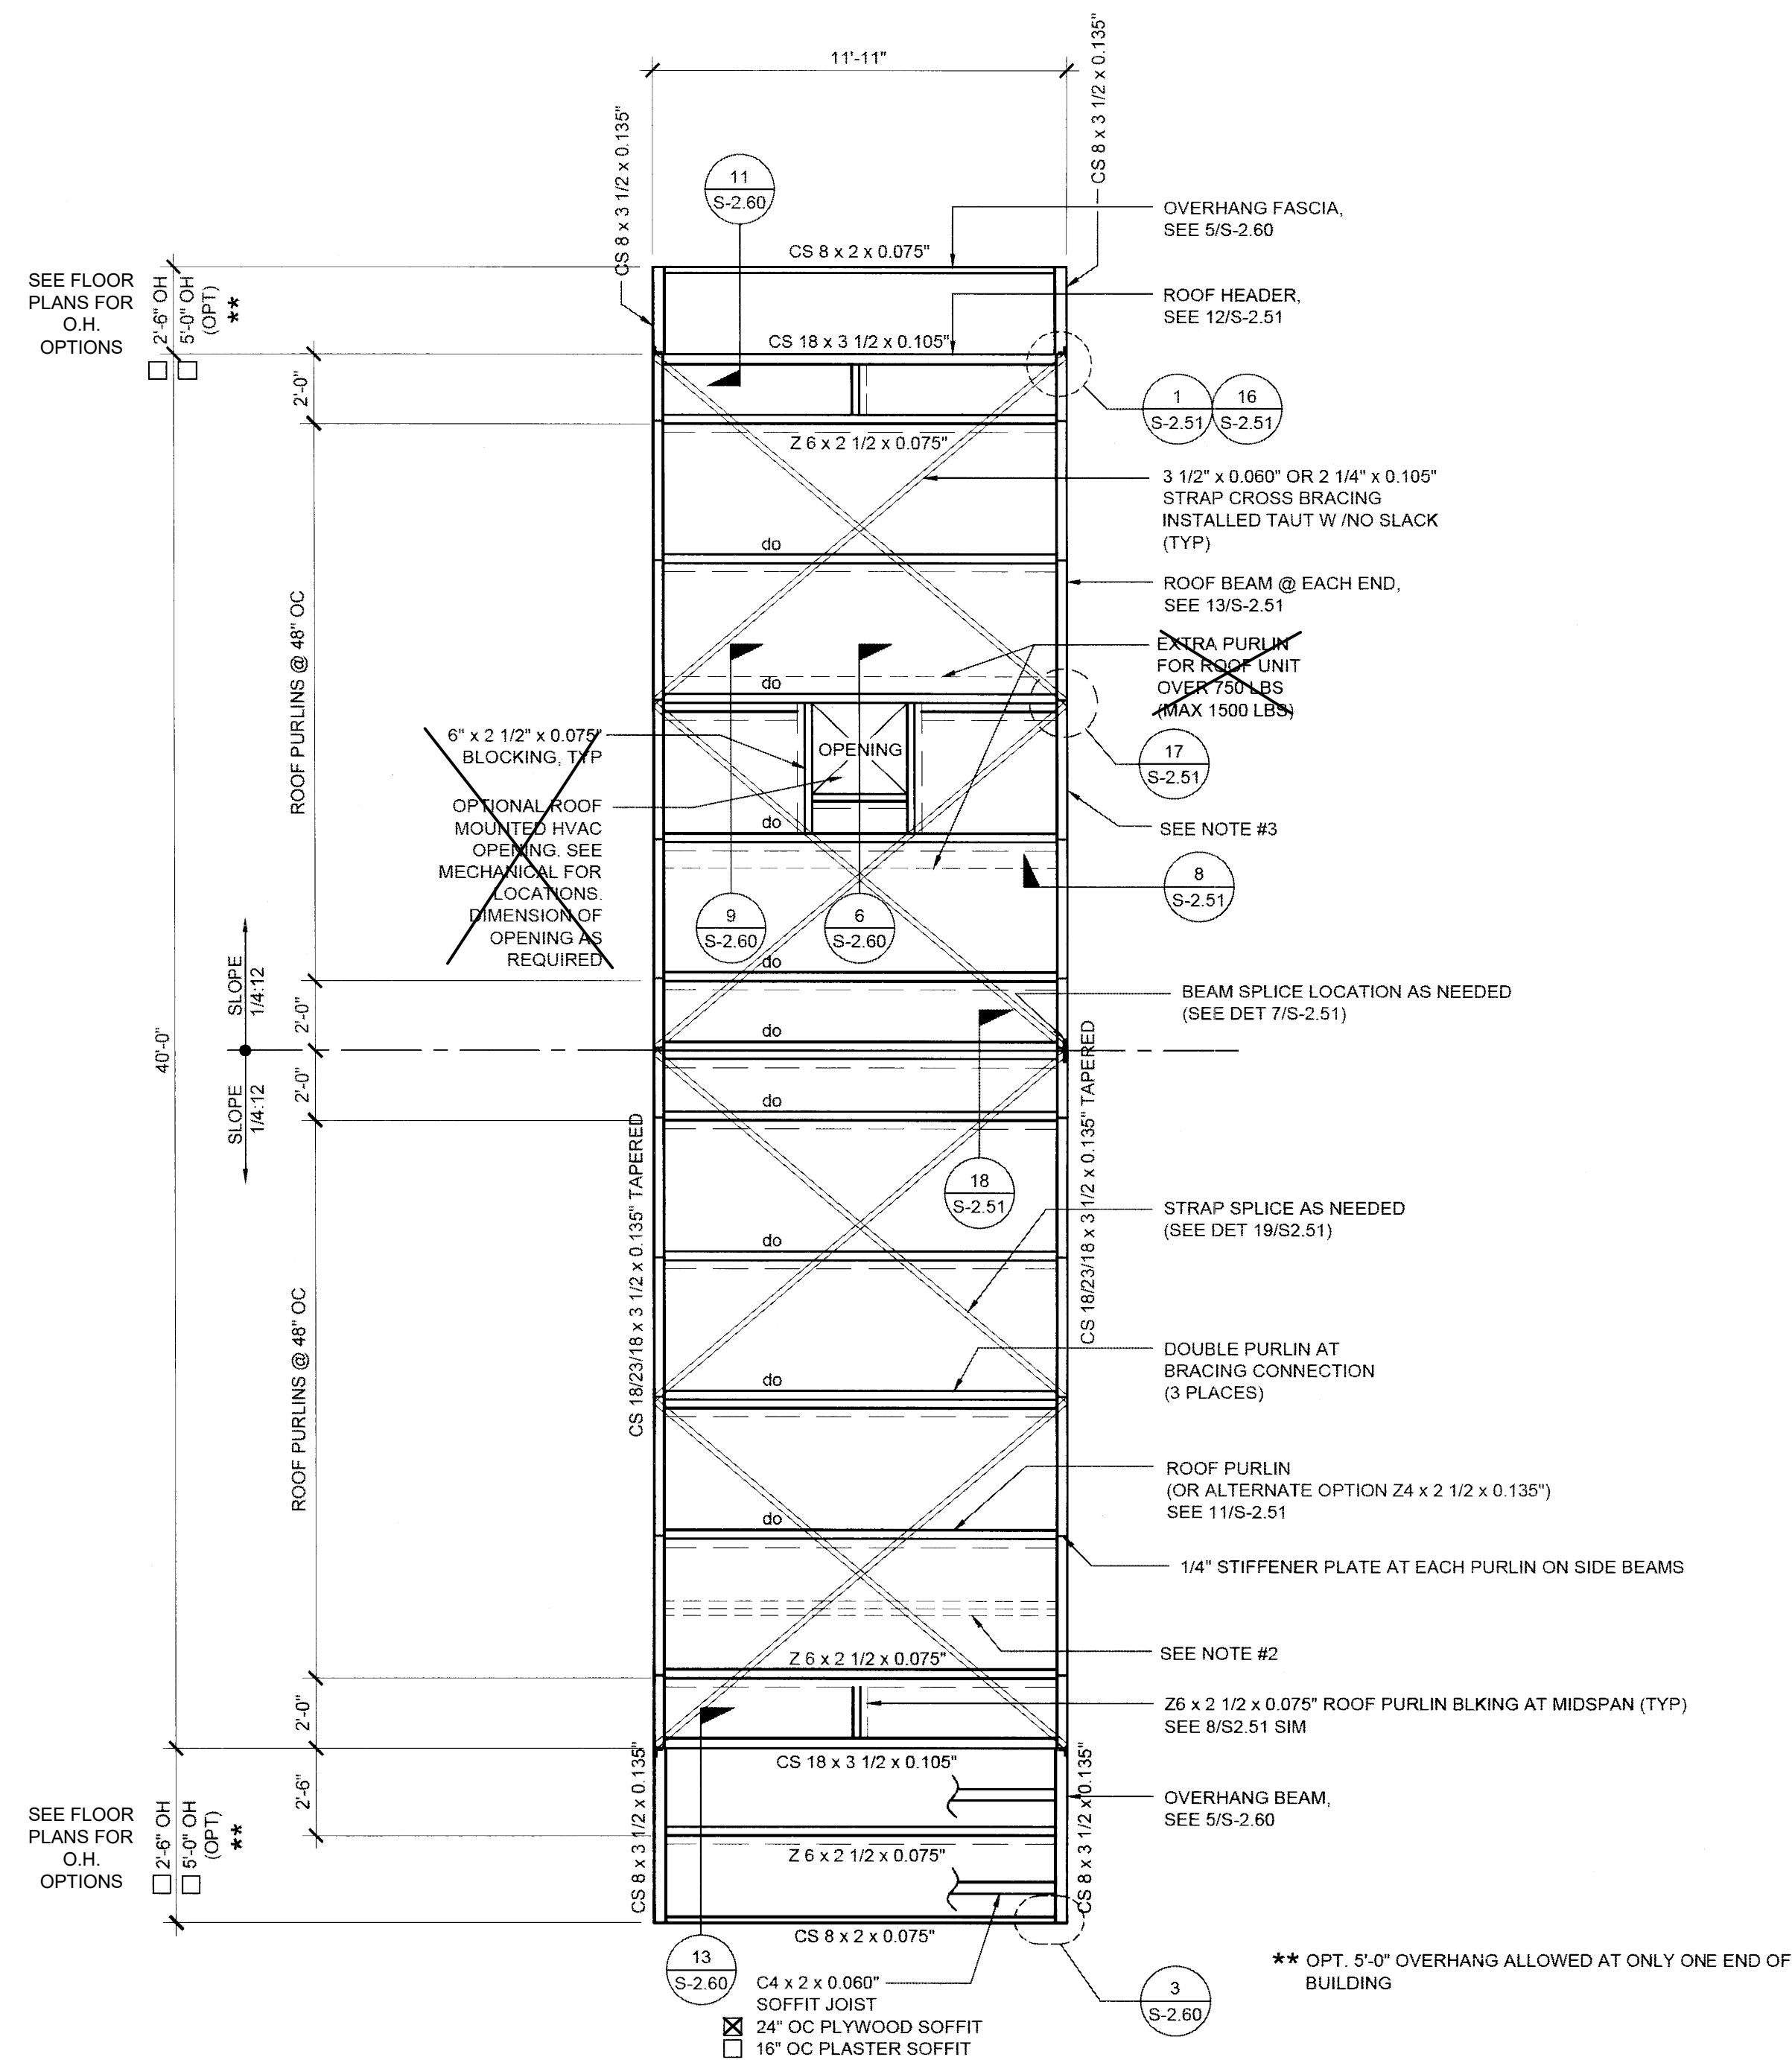 11'-11"
CS 8 x 3 1/2 x 0.135"
CS 8 x 3 1/2 x 0.135"
11
S-2.60
OVERHANG FASCIA,
SEE 5/S-2.60
CS 8 x 2 x 0.075"
SEE FLOOR
PLANS FOR
O.H.
OPTIONS
2'-6" OH
5'-0" OH
(OPT)
**
ROOF HEADER,
SEE 12/S-2.51
CS 18 x 3 1/2 x 0.105"
2'-0"
1
S-2.51
16
S-2.51
Z 6 x 2 1/2 x 0.075"
3 1/2" x 0.060" OR 2 1/4" x 0.105"
STRAP CROSS BRACING
INSTALLED TAUT W /NO SLACK
(TYP)
do
ROOF BEAM @ EACH END,
SEE 13/S-2.51
ROOF PURLINS @ 48" OC
EXTRA PURLIN
FOR ROOF UNIT
OVER 750 LBS
(MAX 1500 LBS)
do
6" x 2 1/2" x 0.075"
BLOCKING, TYP
OPENING
17
S-2.51
OPTIONAL ROOF
MOUNTED HVAC
OPENING. SEE
MECHANICAL FOR
LOCATIONS.
DIMENSION OF
OPENING AS
REQUIRED
do
SEE NOTE #3
8
S-2.51
9
S-2.60
6
S-2.60
do
SLOPE
1/4:12
2'-0"
BEAM SPLICE LOCATION AS NEEDED
(SEE DET 7/S-2.51)
do
40'-0"
SLOPE
1/4:12
2'-0"
do
CS 18/23/18 x 3 1/2 x 0.135" TAPERED
CS 18/23/18 x 3 1/2 x 0.135" TAPERED
18
S-2.51
STRAP SPLICE AS NEEDED
(SEE DET 19/S2.51)
do
ROOF PURLINS @ 48" OC
DOUBLE PURLIN AT
BRACING CONNECTION
(3 PLACES)
do
ROOF PURLIN
(OR ALTERNATE OPTION Z4 x 2 1/2 x 0.135")
SEE 11/S-2.51
do
1/4" STIFFENER PLATE AT EACH PURLIN ON SIDE BEAMS
SEE NOTE #2
Z 6 x 2 1/2 x 0.075"
2'-0"
Z6 x 2 1/2 x 0.075" ROOF PURLIN BLKING AT MIDSPAN (TYP)
SEE 8/S2.51 SIM
CS 18 x 3 1/2 x 0.105"
CS 8 x 3 1/2 x 0.135"
CS 8 x 3 1/2 x 0.135"
2'-6"
OVERHANG BEAM,
SEE 5/S-2.60
SEE FLOOR
PLANS FOR
O.H.
OPTIONS
2'-6" OH
5'-0" OH
(OPT)
**
Z 6 x 2 1/2 x 0.075"
CS 8 x 2 x 0.075"
13
S-2.60
C4 x 2 x 0.060"
SOFFIT JOIST
24" OC PLYWOOD SOFFIT
16" OC PLASTER SOFFIT
3
S-2.60
** OPT. 5'-0" OVERHANG ALLOWED AT ONLY ONE END OF
BUILDING